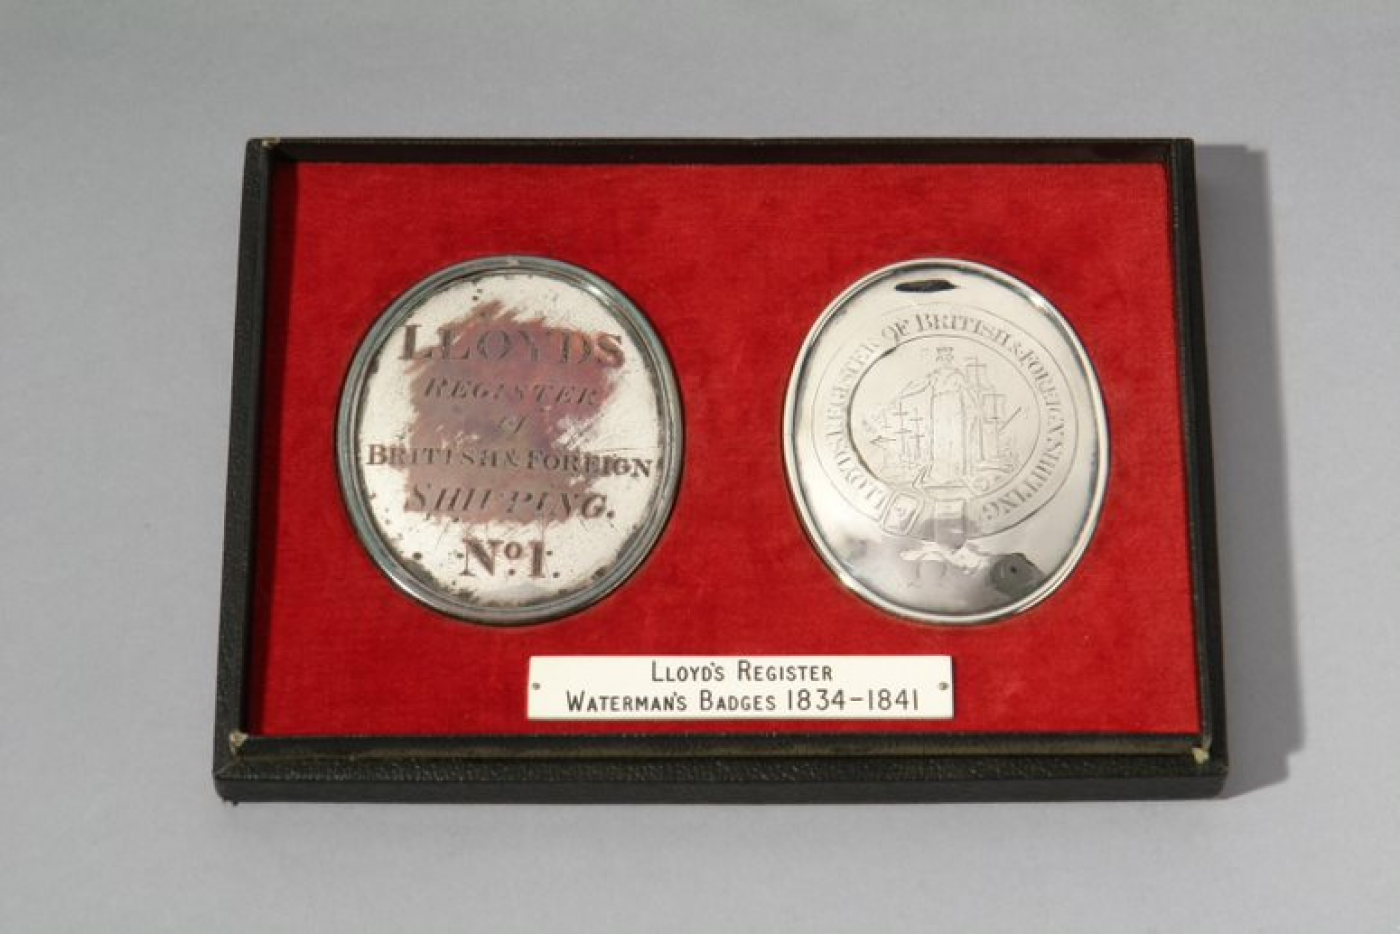 LLOYDS
REGISTER
of
BRITISH & FOREIGN
SHIPPING.
No. 1.
LLOYDS REGISTER OF BRITISH & FOREIGN SHIPPING.
LLOYD'S REGISTER
WATERMAN'S BADGES 1834-1841